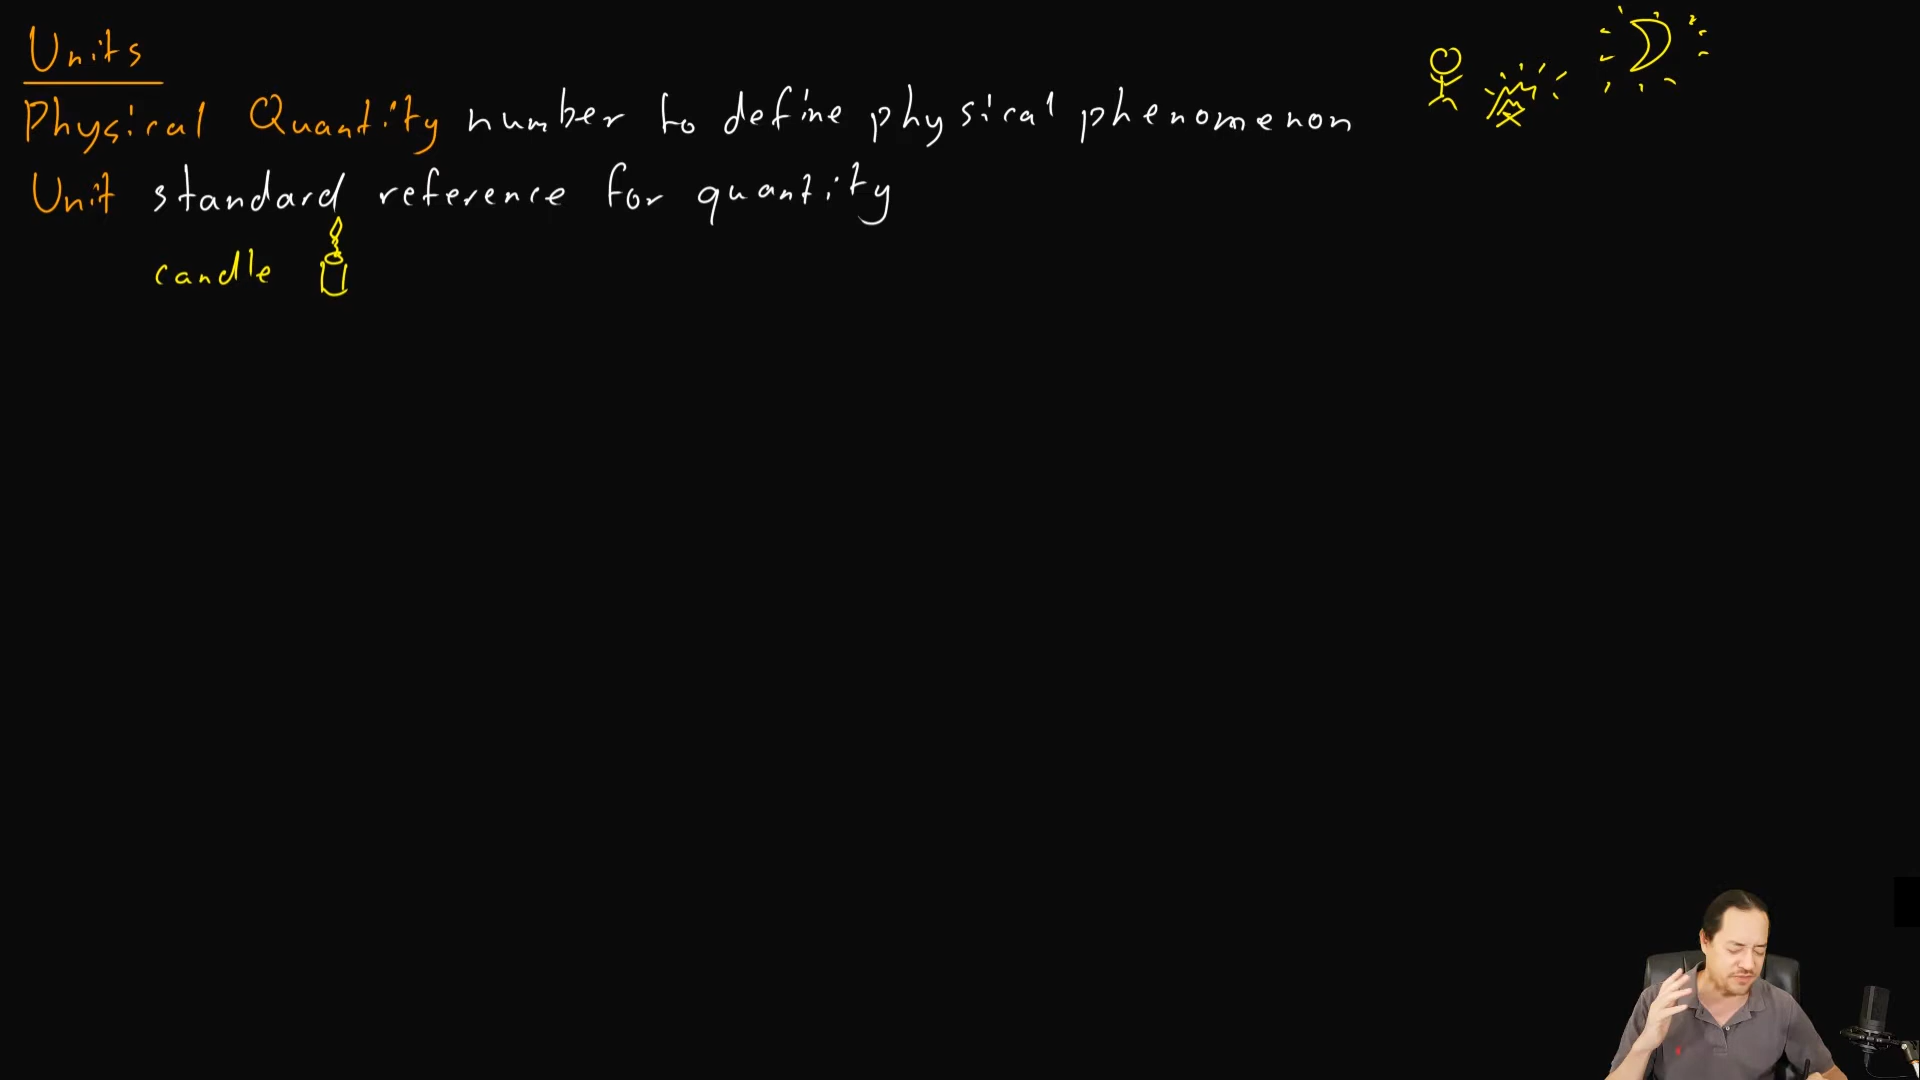 Units
Physical Quantity number to define physical phenomenon
Unit standard reference for quantity
candle